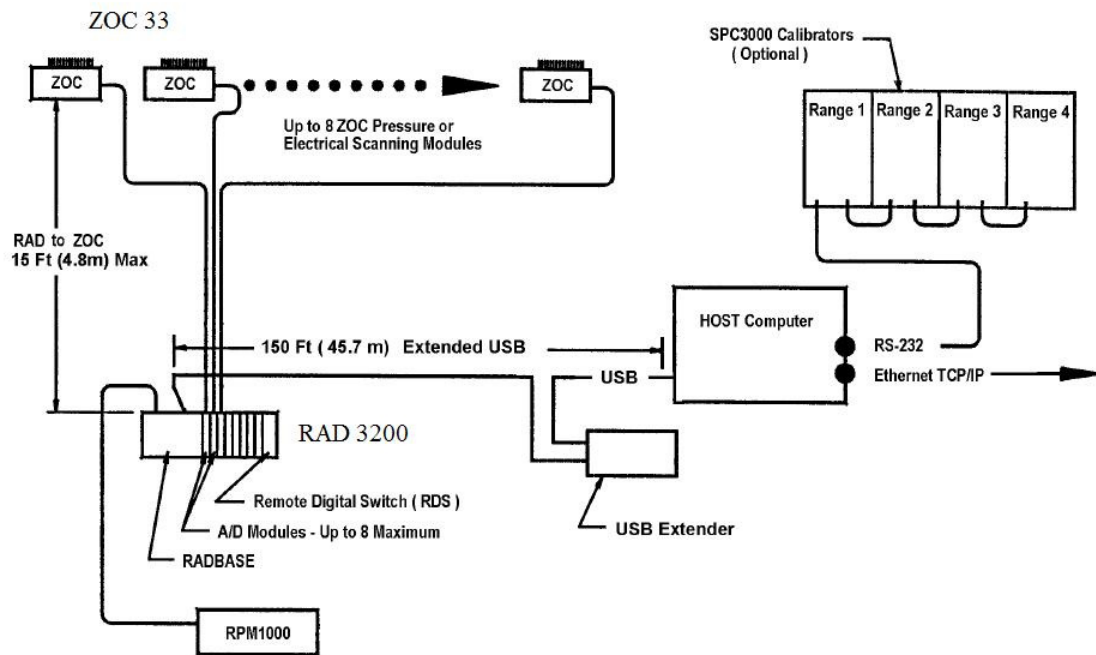 ZOC 33
ZOC
ZOC
ZOC
Up to 8 ZOC Pressure or
Electrical Scanning Modules
SPC3000 Calibrators
( Optional )
Range 1
Range 2
Range 3
Range 4
RAD to ZOC
15 Ft (4.8m) Max
150 Ft ( 45.7 m) Extended USB
USB
HOST Computer
RS-232
Ethernet TCP/IP
RAD 3200
Remote Digital Switch ( RDS )
A/D Modules - Up to 8 Maximum
RADBASE
USB Extender
RPM1000